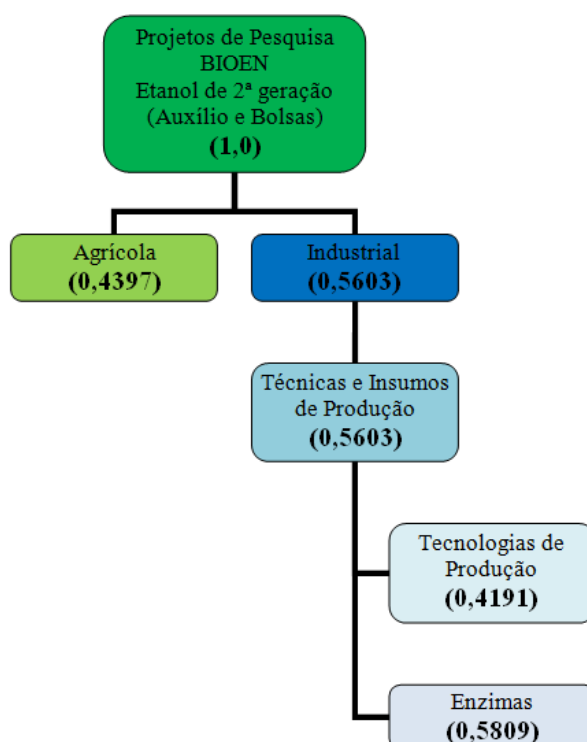 Projetos de Pesquisa
BIOEN
Etanol de 2ª geração
(Auxílio e Bolsas)
(1,0)
Agrícola
(0,4397)
Industrial
(0,5603)
Técnicas e Insumos
de Produção
(0,5603)
Tecnologias de
Produção
(0,4191)
Enzimas
(0,5809)